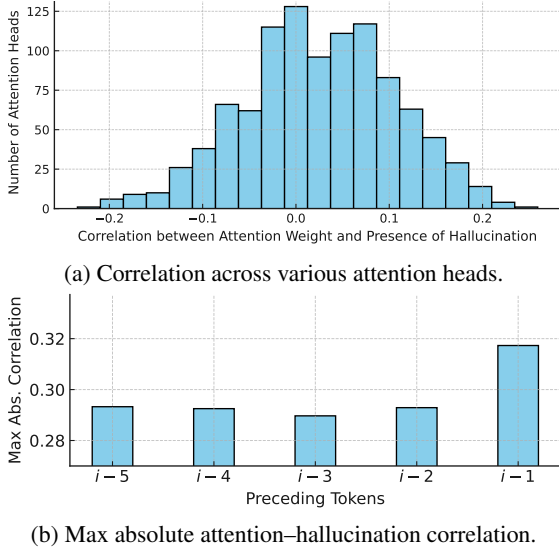 125
100
75
50
25
0
Number of Attention Heads
−0.2 −0.1 0.0 0.1 0.2
Correlation between Attention Weight and Presence of Hallucination
(a) Correlation across various attention heads.
0.32
0.30
0.28
Max Abs. Correlation
i − 5 i − 4 i − 3 i − 2 i − 1
Preceding Tokens
(b) Max absolute attention–hallucination correlation.